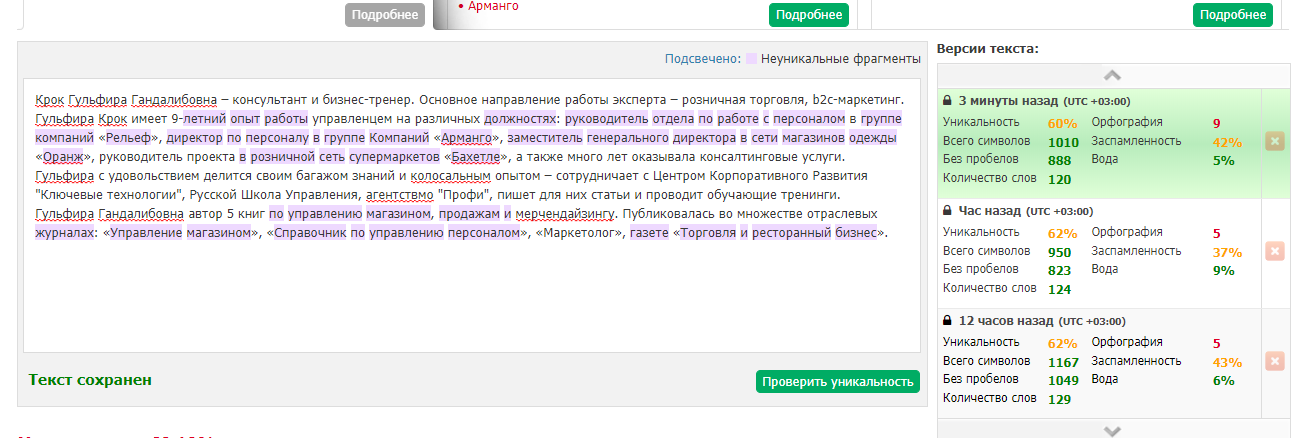 • Арманго
Подробнее
Подробнее
Подробнее
Подсвечено: Неуникальные фрагменты
Крок Гульфира Гандалибовна – консультант и бизнес-тренер. Основное направление работы эксперта – розничная торговля, b2c-маркетинг.
Гульфира Крок имеет 9-летний опыт работы управленцем на различных должностях: руководитель отдела по работе с персоналом в группе
компаний «Рельеф», директор по персоналу в группе Компаний «Арманго», заместитель генерального директора в сети магазинов одежды
«Оранж», руководитель проекта в розничной сеть супермаркетов «Бахетле», а также много лет оказывала консалтинговые услуги.
Гульфира с удовольствием делится своим багажом знаний и колосальным опытом – сотрудничает с Центром Корпоративного Развития
"Ключевые технологии", Русской Школа Управления, агентствмо "Профи", пишет для них статьи и проводит обучающие тренинги.
Гульфира Гандалибовна автор 5 книг по управлению магазином, продажам и мерчендайзингу. Публиковалась во множестве отраслевых
журналах: «Управление магазином», «Справочник по управлению персоналом», «Маркетолог», газете «Торговля и ресторанный бизнес».
Текст сохранен
Проверить уникальность
Версии текста:
3 минуты назад (UTC +03:00)
Уникальность 60% Орфография 9
Всего символов 1010 Заспамленность 42%
Без пробелов 888 Вода 5%
Количество слов 120
Час назад (UTC +03:00)
Уникальность 62% Орфография 5
Всего символов 950 Заспамленность 37%
Без пробелов 823 Вода 9%
Количество слов 124
12 часов назад (UTC +03:00)
Уникальность 62% Орфография 5
Всего символов 1167 Заспамленность 43%
Без пробелов 1049 Вода 6%
Количество слов 129